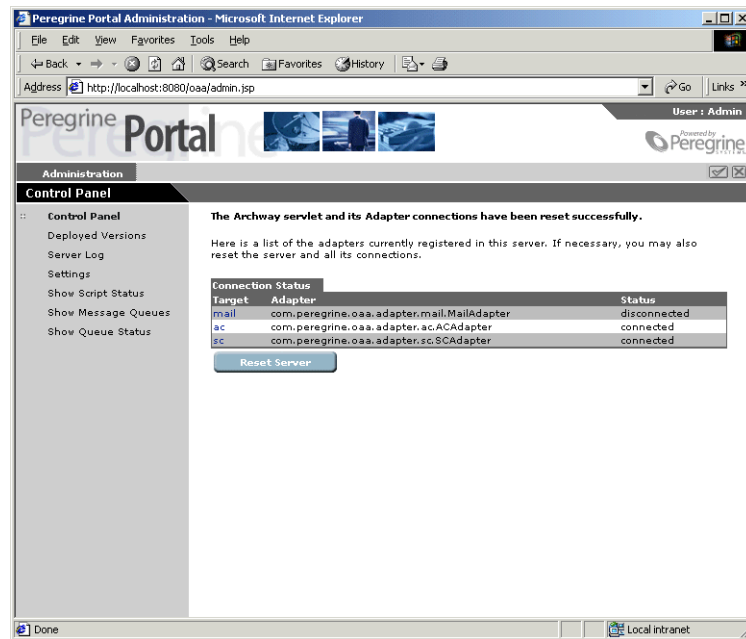 Peregrine Portal Administration - Microsoft Internet Explorer
File Edit View Favorites Tools Help
Back Search Favorites History
Address http://localhost:8080/oaa/admin.jsp Go Links »
User : Admin
Peregrine Portal
Powered by
Peregrine
SYSTEMS
Administration
Control Panel
Control Panel
Deployed Versions
Server Log
Settings
Show Script Status
Show Message Queues
Show Queue Status
The Archway servlet and its Adapter connections have been reset successfully.
Here is a list of the adapters currently registered in this server. If necessary, you may also
reset the server and all its connections.
Connection Status
Target Adapter Status
mail com.peregrine.oaa.adapter.mail.MailAdapter disconnected
ac com.peregrine.oaa.adapter.ac.ACAdapter connected
sc com.peregrine.oaa.adapter.sc.SCAdapter connected
Reset Server
Done Local intranet